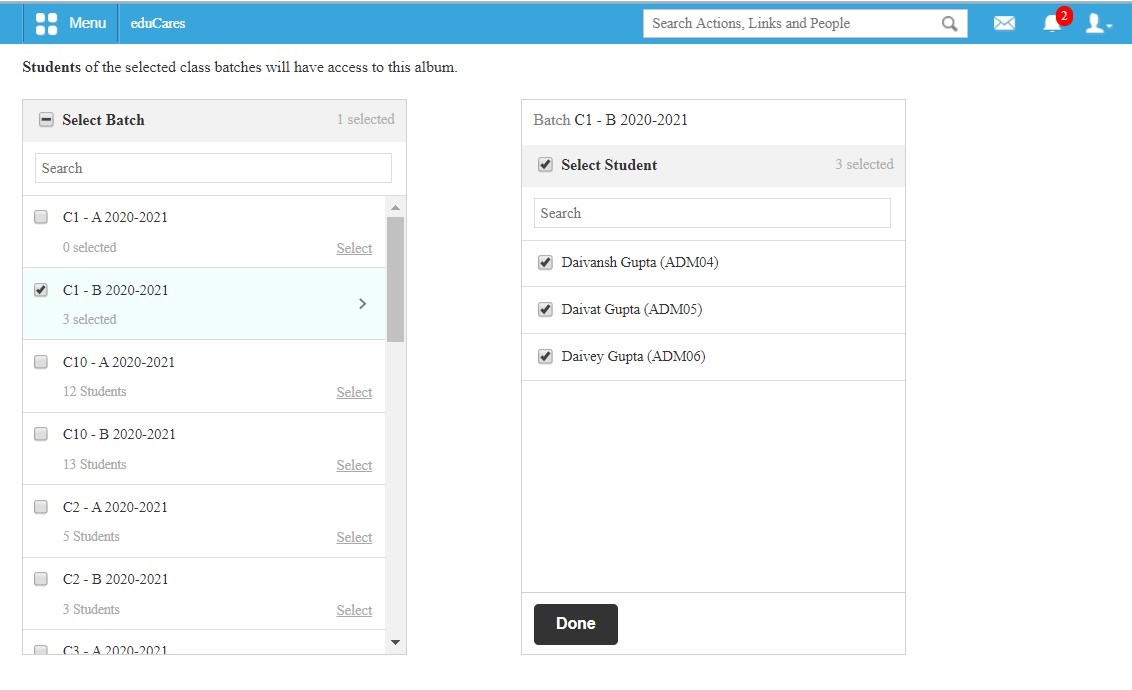 Menu
eduCares
Search Actions, Links and People
2
Students of the selected class batches will have access to this album.
Select Batch
1 selected
Search
C1 - A 2020-2021
0 selected
Select
C1 - B 2020-2021
3 selected
C10 - A 2020-2021
12 Students
Select
C10 - B 2020-2021
13 Students
Select
C2 - A 2020-2021
5 Students
Select
C2 - B 2020-2021
3 Students
Select
C3 - A 2020-2021
Batch C1 - B 2020-2021
Select Student
3 selected
Search
Daivansh Gupta (ADM04)
Daivat Gupta (ADM05)
Daivey Gupta (ADM06)
Done